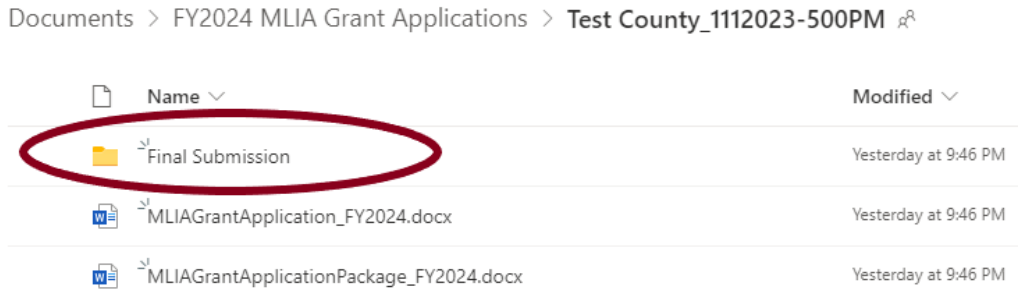 Documents > FY2024 MLIA Grant Applications > Test County_1112023-500PM
Name Modified
Final Submission Yesterday at 9:46 PM
MLIAGrantApplication_FY2024.docx Yesterday at 9:46 PM
MLIAGrantApplicationPackage_FY2024.docx Yesterday at 9:46 PM